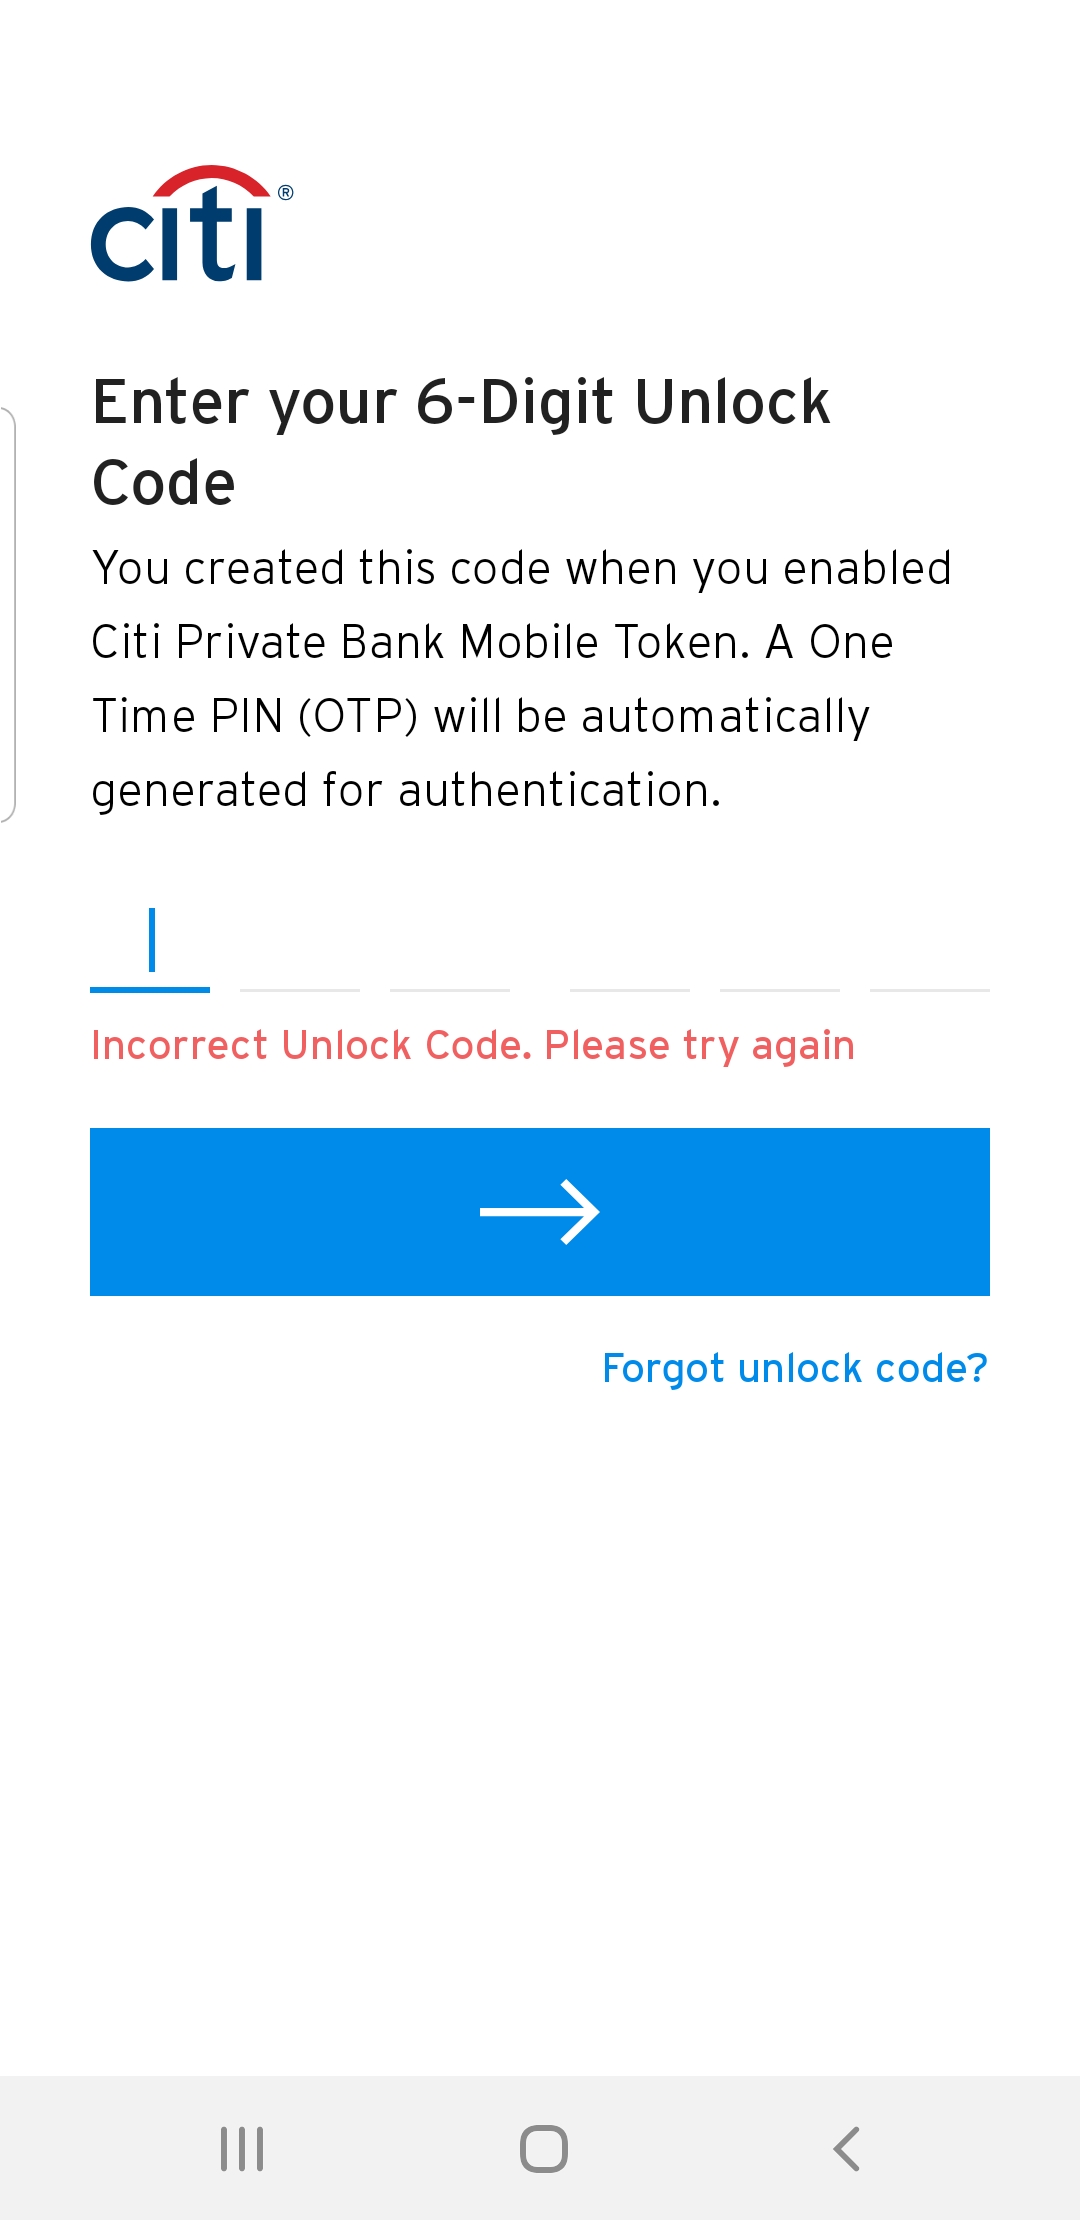 citi®
Enter your 6-Digit Unlock
Code
You created this code when you enabled
Citi Private Bank Mobile Token. A One
Time PIN (OTP) will be automatically
generated for authentication.
Incorrect Unlock Code. Please try again
Forgot unlock code?